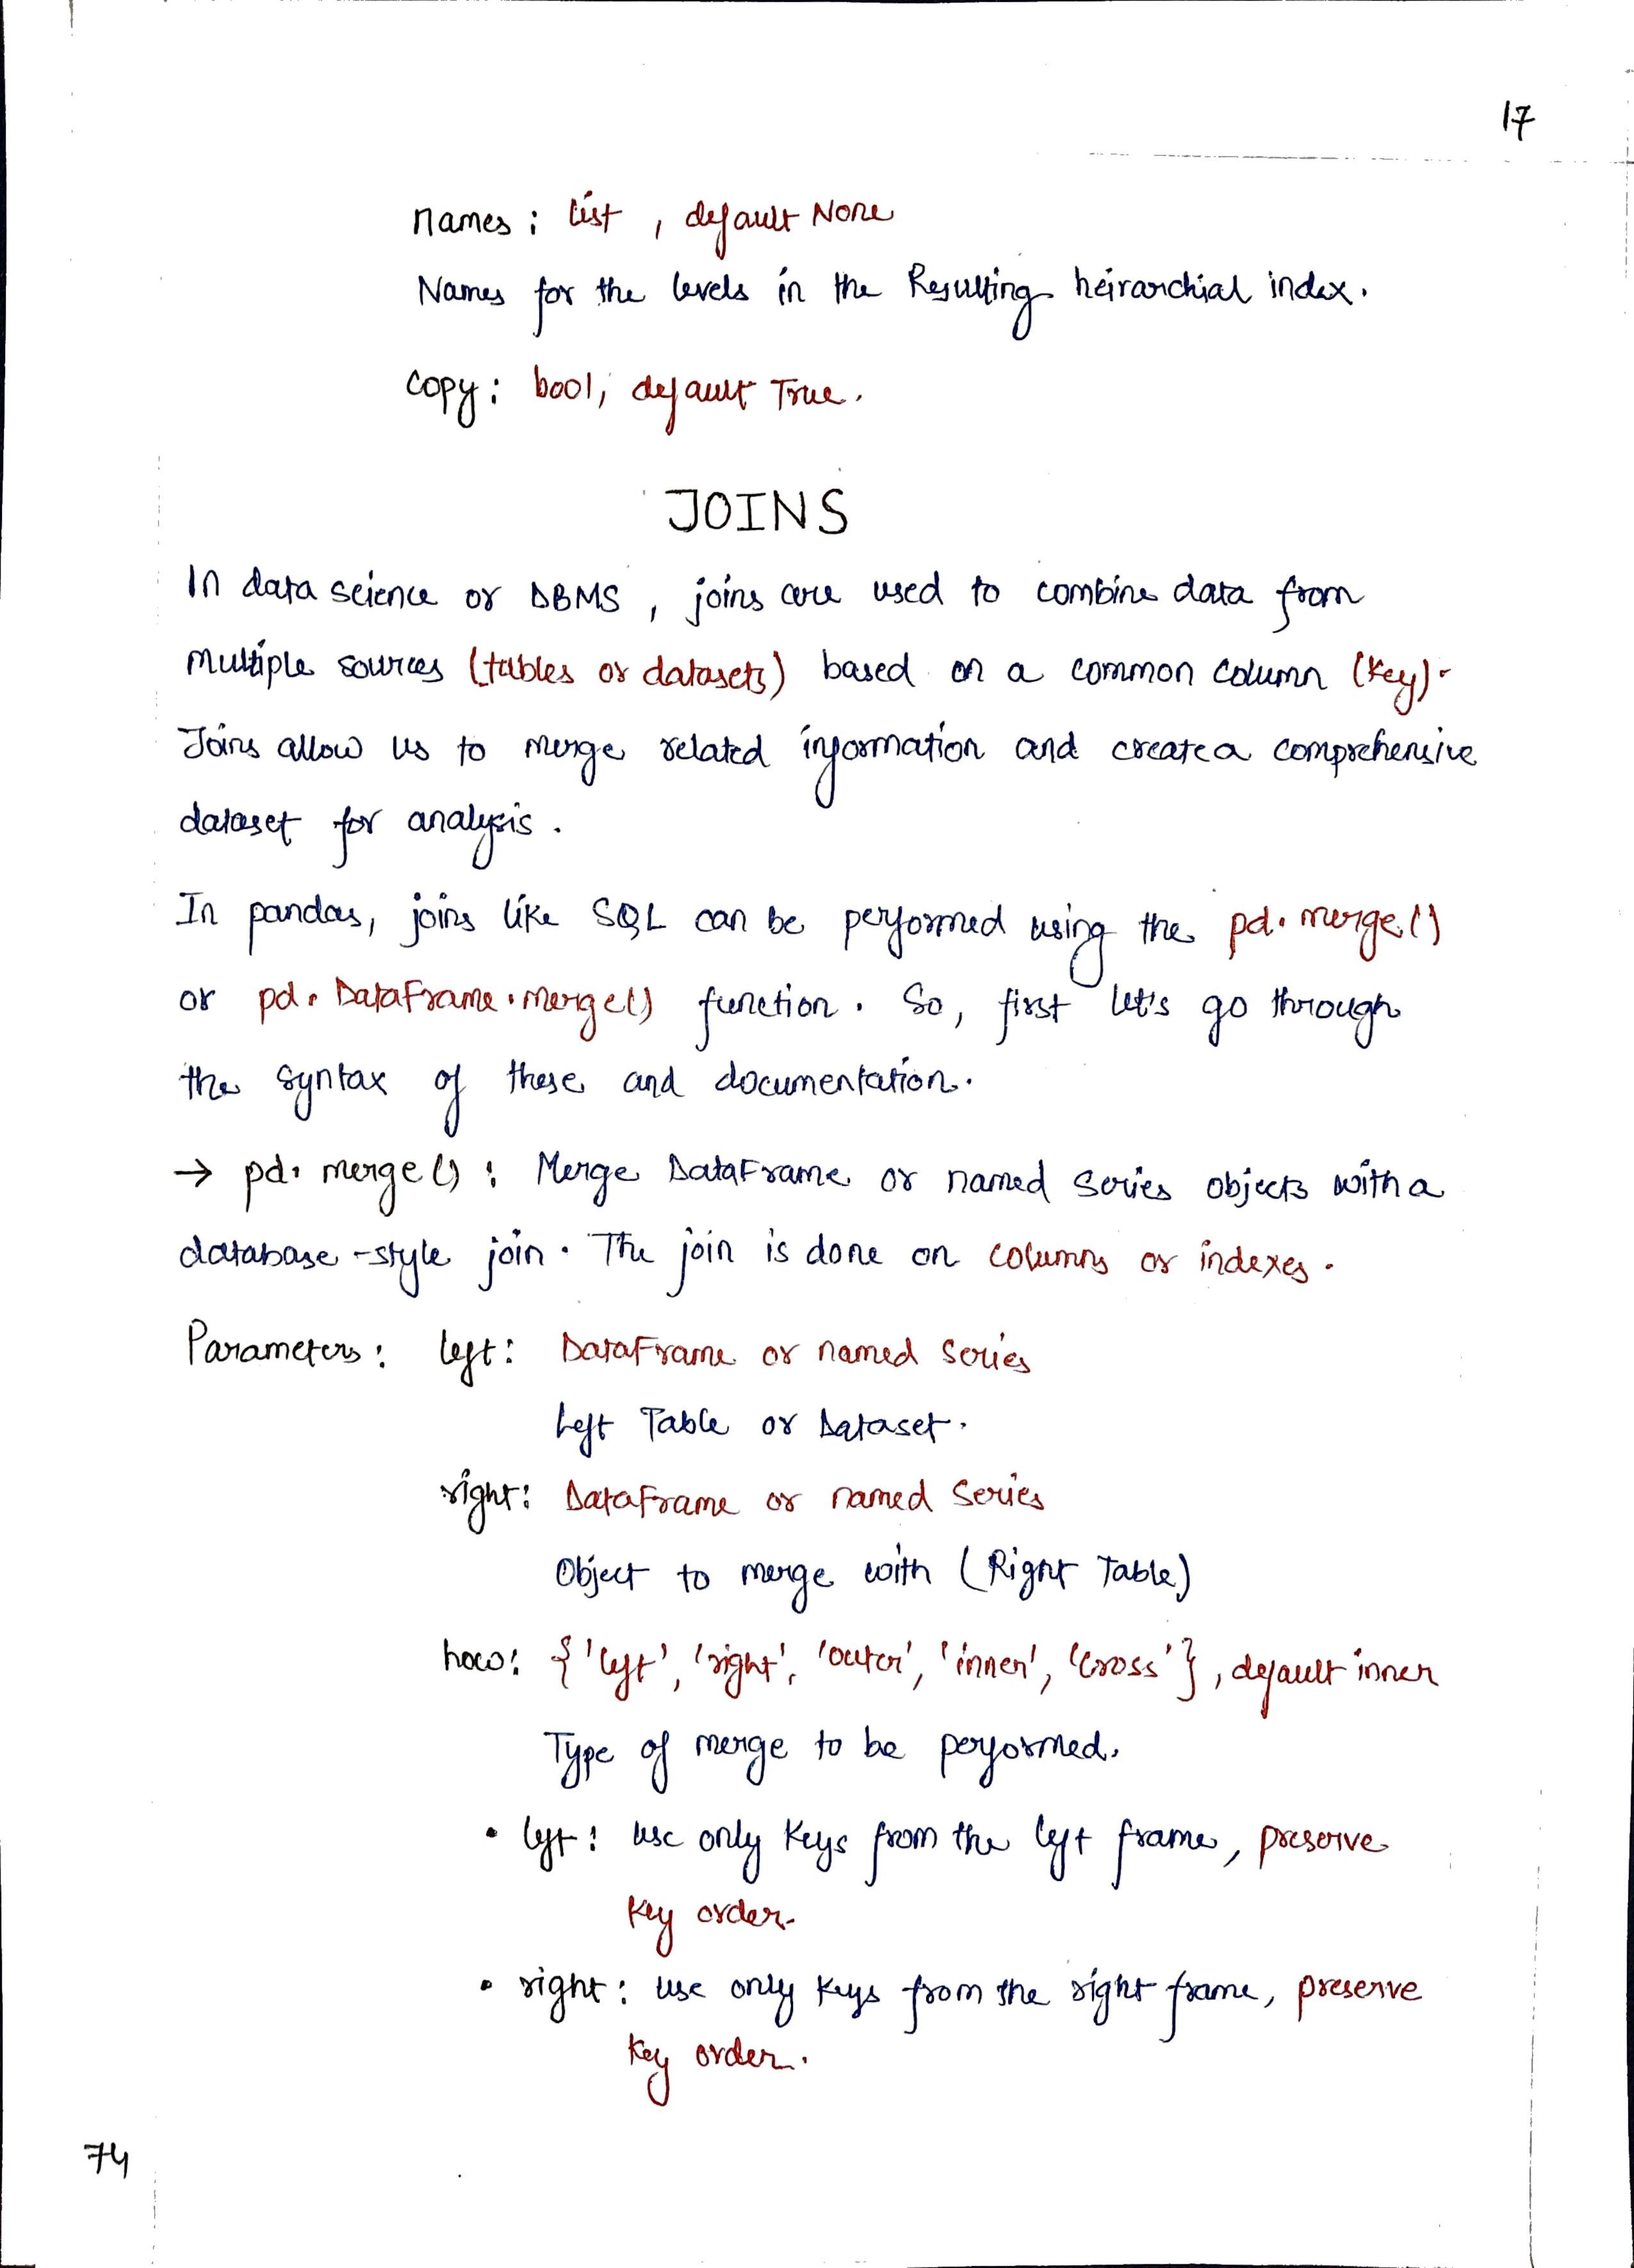 17
names : list , default None
Names for the levels in the Resulting heirarchial index.
copy : bool, default True.
JOINS
In data science or DBMS , joins are used to combine data from
multiple sources (tables or datasets) based on a common column (key).
Joins allow us to merge related information and create a comprehensive
dataset for analysis .
In pandas, joins like SQL can be performed using the pd.merge()
or pd.DataFrame.merge() function . So, first let's go through
the syntax of these and documentation.
→ pd.merge() : Merge DataFrame or named series objects with a
database-style join. The join is done on columns or indexes.
Parameters : left : DataFrame or named Series
Left Table or Dataset.
right : DataFrame or named Series
Object to merge with (Right Table)
how : {'left', 'right', 'outer', 'inner', 'cross'} , default inner
Type of merge to be performed.
• left : use only keys from the left frame, preserve
key order.
• right : use only keys from the right frame, preserve
key order.
74